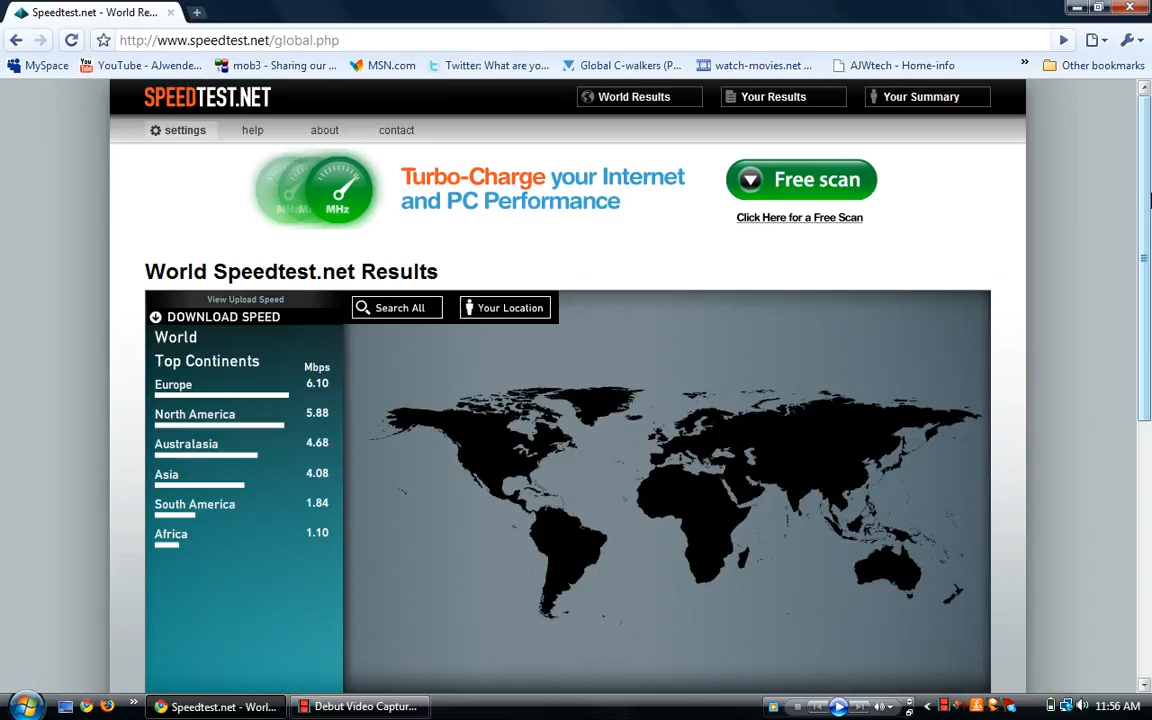 Speedtest.net - World Re...
http://www.speedtest.net/global.php
MySpace
YouTube - AJwende...
mob3 - Sharing our ...
MSN.com
Twitter: What are yo...
Global C-walkers (P...
watch-movies.net ...
AJWtech - Home-info
»
Other bookmarks
SPEEDTEST.NET
World Results
Your Results
Your Summary
settings
help
about
contact
MHz
Turbo-Charge your Internet
and PC Performance
Free scan
Click Here for a Free Scan
World Speedtest.net Results
View Upload Speed
DOWNLOAD SPEED
Search All
Your Location
World
Top Continents
Mbps
Europe 6.10
North America 5.88
Australasia 4.68
Asia 4.08
South America 1.84
Africa 1.10
Speedtest.net - Worl...
Debut Video Captur...
11:56 AM